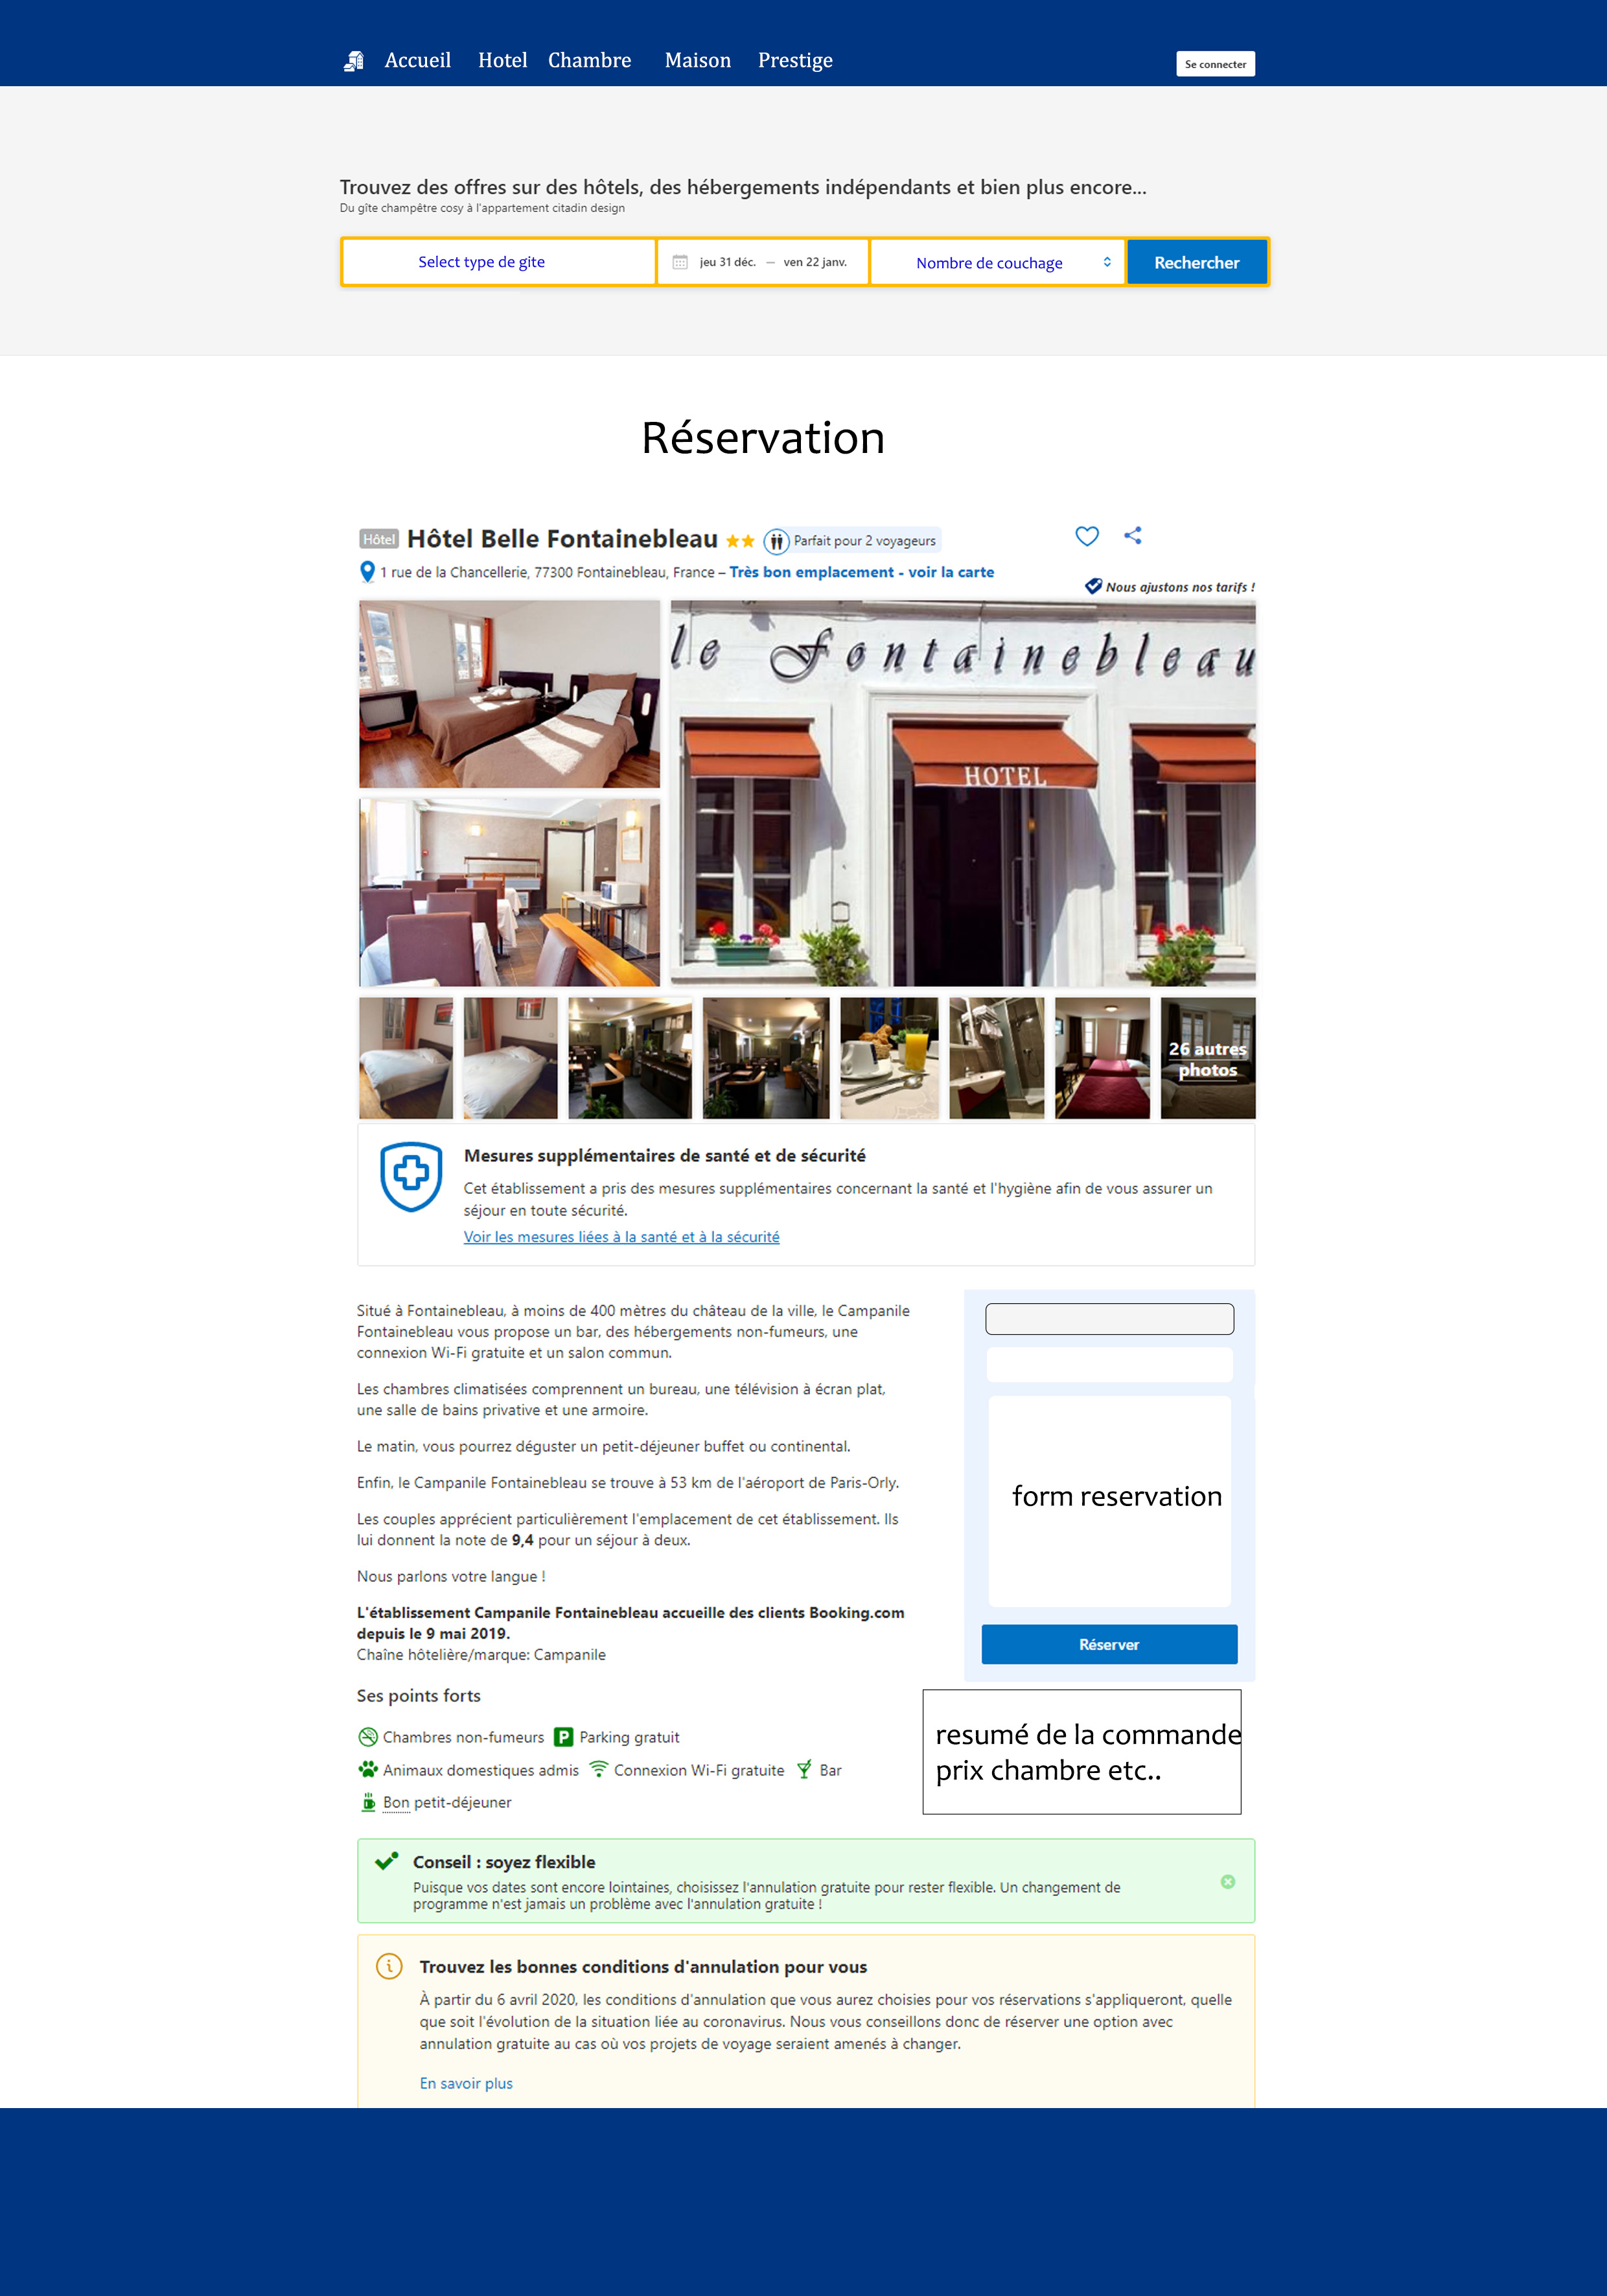 Accueil Hotel Chambre Maison Prestige
Se connecter
Trouvez des offres sur des hôtels, des hébergements indépendants et bien plus encore...
Du gîte champêtre cosy à l'appartement citadin design
Select type de gite
jeu 31 déc. — ven 22 janv.
Nombre de couchage
Rechercher
Réservation
Hôtel Hôtel Belle Fontainebleau
Parfait pour 2 voyageurs
1 rue de la Chancellerie, 77300 Fontainebleau, France – Très bon emplacement - voir la carte
Nous ajustons nos tarifs !
le Fontainebleau
HOTEL
26 autres
photos
Mesures supplémentaires de santé et de sécurité
Cet établissement a pris des mesures supplémentaires concernant la santé et l'hygiène afin de vous assurer un
séjour en toute sécurité.
Voir les mesures liées à la santé et à la sécurité
Situé à Fontainebleau, à moins de 400 mètres du château de la ville, le Campanile
Fontainebleau vous propose un bar, des hébergements non-fumeurs, une
connexion Wi-Fi gratuite et un salon commun.
Les chambres climatisées comprennent un bureau, une télévision à écran plat,
une salle de bains privative et une armoire.
Le matin, vous pourrez déguster un petit-déjeuner buffet ou continental.
Enfin, le Campanile Fontainebleau se trouve à 53 km de l'aéroport de Paris-Orly.
Les couples apprécient particulièrement l'emplacement de cet établissement. Ils
lui donnent la note de 9,4 pour un séjour à deux.
Nous parlons votre langue !
L'établissement Campanile Fontainebleau accueille des clients Booking.com
depuis le 9 mai 2019.
Chaîne hôtelière/marque: Campanile
form reservation
Réserver
Ses points forts
Chambres non-fumeurs P Parking gratuit
Animaux domestiques admis Connexion Wi-Fi gratuite Bar
Bon petit-déjeuner
resumé de la commande
prix chambre etc..
Conseil : soyez flexible
Puisque vos dates sont encore lointaines, choisissez l'annulation gratuite pour rester flexible. Un changement de
programme n'est jamais un problème avec l'annulation gratuite !
Trouvez les bonnes conditions d'annulation pour vous
À partir du 6 avril 2020, les conditions d'annulation que vous aurez choisies pour vos réservations s'appliqueront, quelle
que soit l'évolution de la situation liée au coronavirus. Nous vous conseillons donc de réserver une option avec
annulation gratuite au cas où vos projets de voyage seraient amenés à changer.
En savoir plus